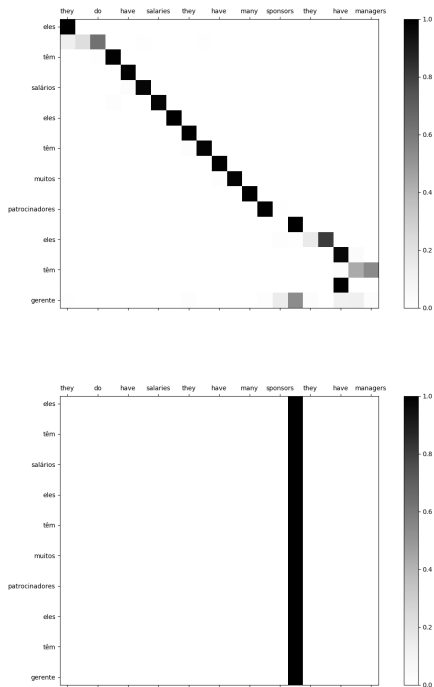 they do have salaries they have many sponsors they have managers
eles
têm
salários
eles
têm
muitos
patrocinadores
eles
têm
gerente
1.0
0.8
0.6
0.4
0.2
0.0
they do have salaries they have many sponsors they have managers
eles
têm
salários
eles
têm
muitos
patrocinadores
eles
têm
gerente
1.0
0.8
0.6
0.4
0.2
0.0